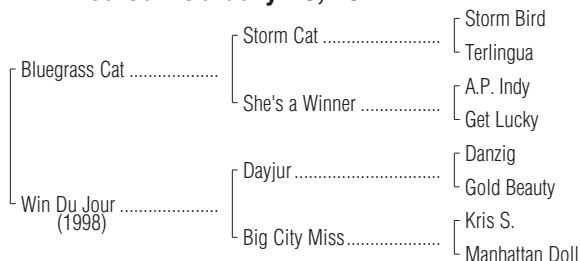 Storm Bird
Storm Cat ........................
Terlingua
Bluegrass Cat ..................
A.P. Indy
She's a Winner ................
Get Lucky
Danzig
Dayjur .............................
Gold Beauty
Win Du Jour ....................
(1998)
Kris S.
Big City Miss...................
Manhattan Doll